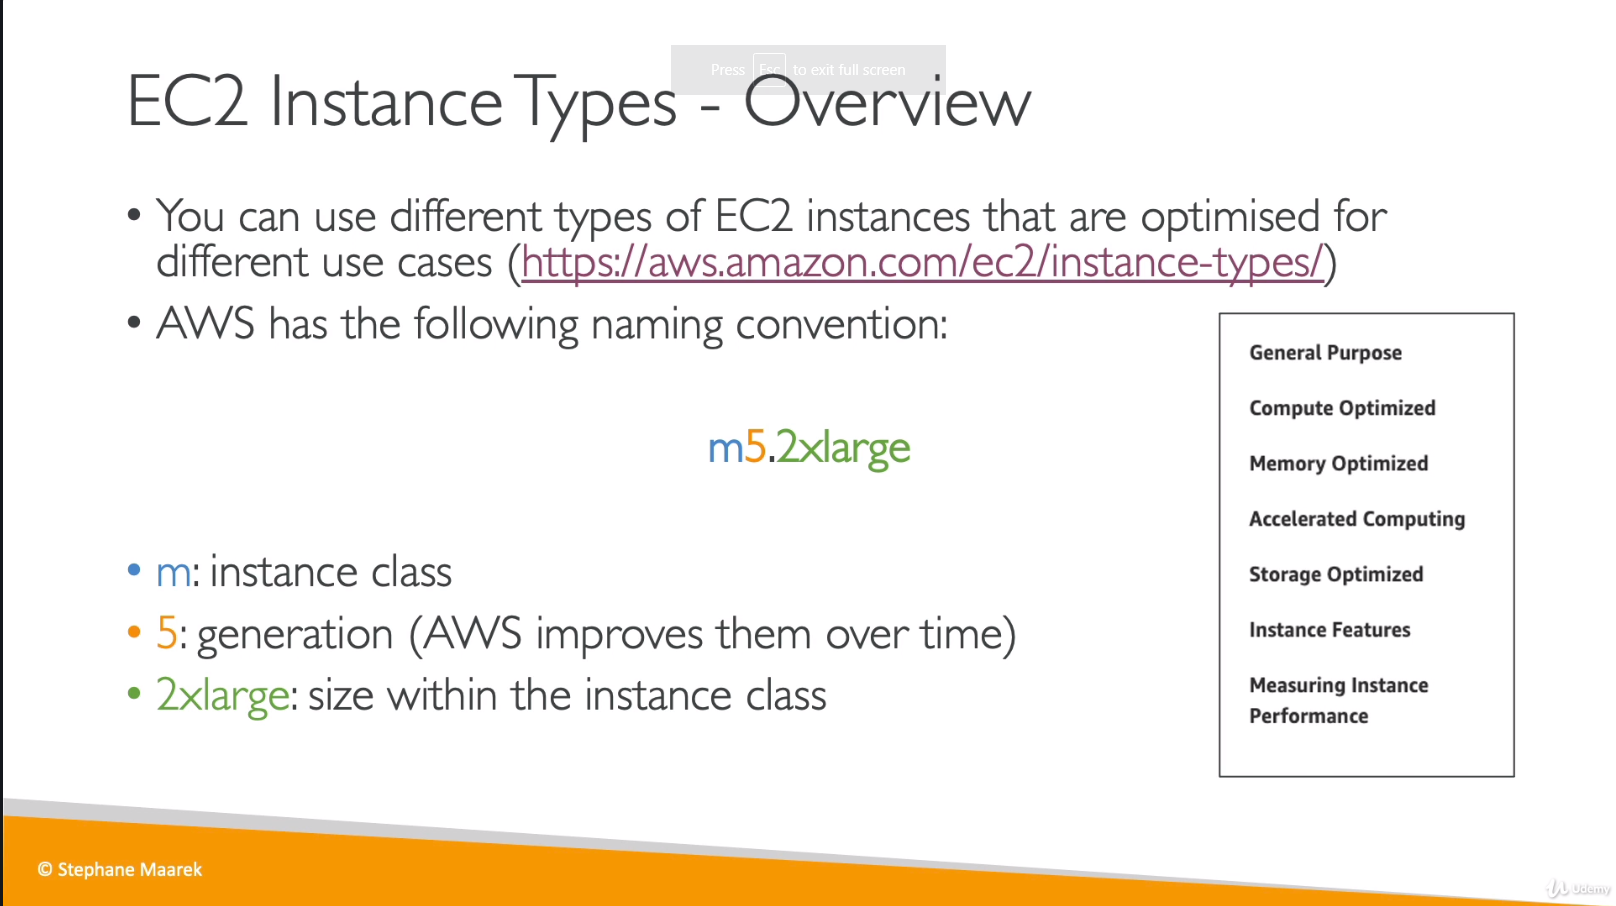 Press Esc to exit full screen
EC2 Instance Types - Overview
• You can use different types of EC2 instances that are optimised for
different use cases (https://aws.amazon.com/ec2/instance-types/)
• AWS has the following naming convention:
m5.2xlarge
• m: instance class
• 5: generation (AWS improves them over time)
• 2xlarge: size within the instance class
General Purpose
Compute Optimized
Memory Optimized
Accelerated Computing
Storage Optimized
Instance Features
Measuring Instance
Performance
© Stephane Maarek
Udemy